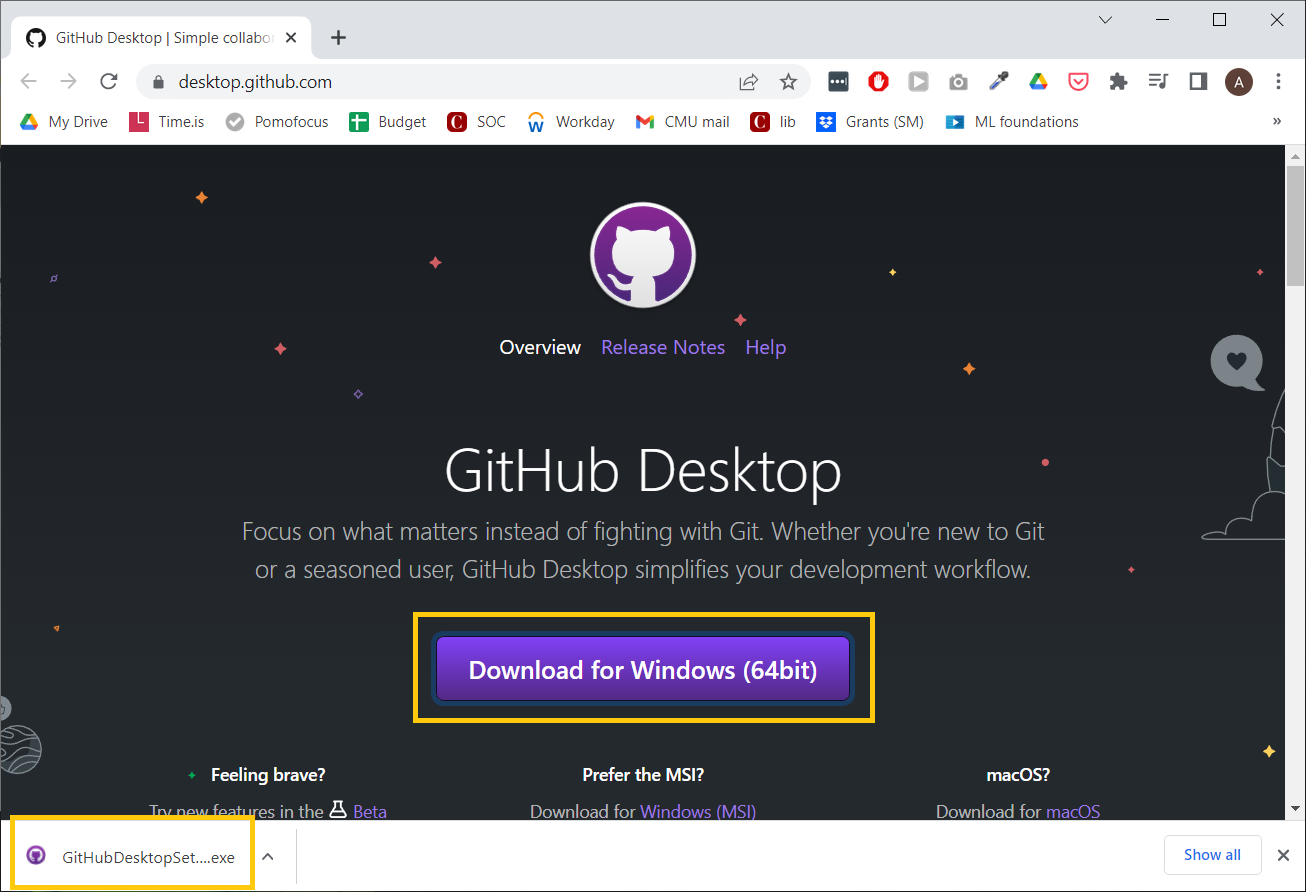 GitHub Desktop | Simple collabor
desktop.github.com
A
My Drive Time.is Pomofocus Budget SOC Workday CMU mail lib Grants (SM) ML foundations »
Overview Release Notes Help
GitHub Desktop
Focus on what matters instead of fighting with Git. Whether you're new to Git
or a seasoned user, GitHub Desktop simplifies your development workflow.
Download for Windows (64bit)
Feeling brave? Prefer the MSI? macOS?
Try new features in the Beta Download for Windows (MSI) Download for macOS
GitHubDesktopSet....exe Show all